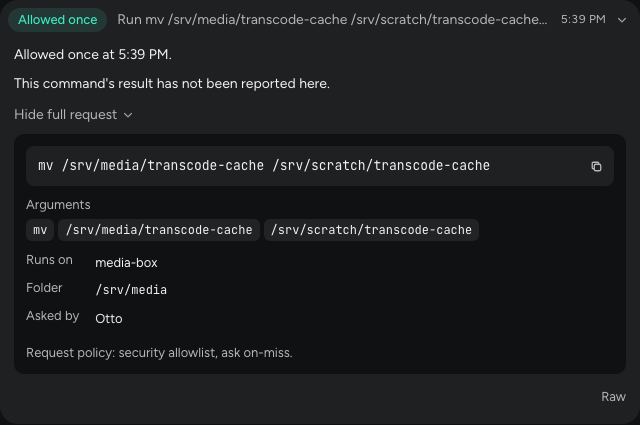 Allowed once Run mv /srv/media/transcode-cache /srv/scratch/transcode-cache... 5:39 PM
Allowed once at 5:39 PM.
This command's result has not been reported here.
Hide full request
mv /srv/media/transcode-cache /srv/scratch/transcode-cache
Arguments
mv /srv/media/transcode-cache /srv/scratch/transcode-cache
Runs on media-box
Folder /srv/media
Asked by Otto
Request policy: security allowlist, ask on-miss.
Raw